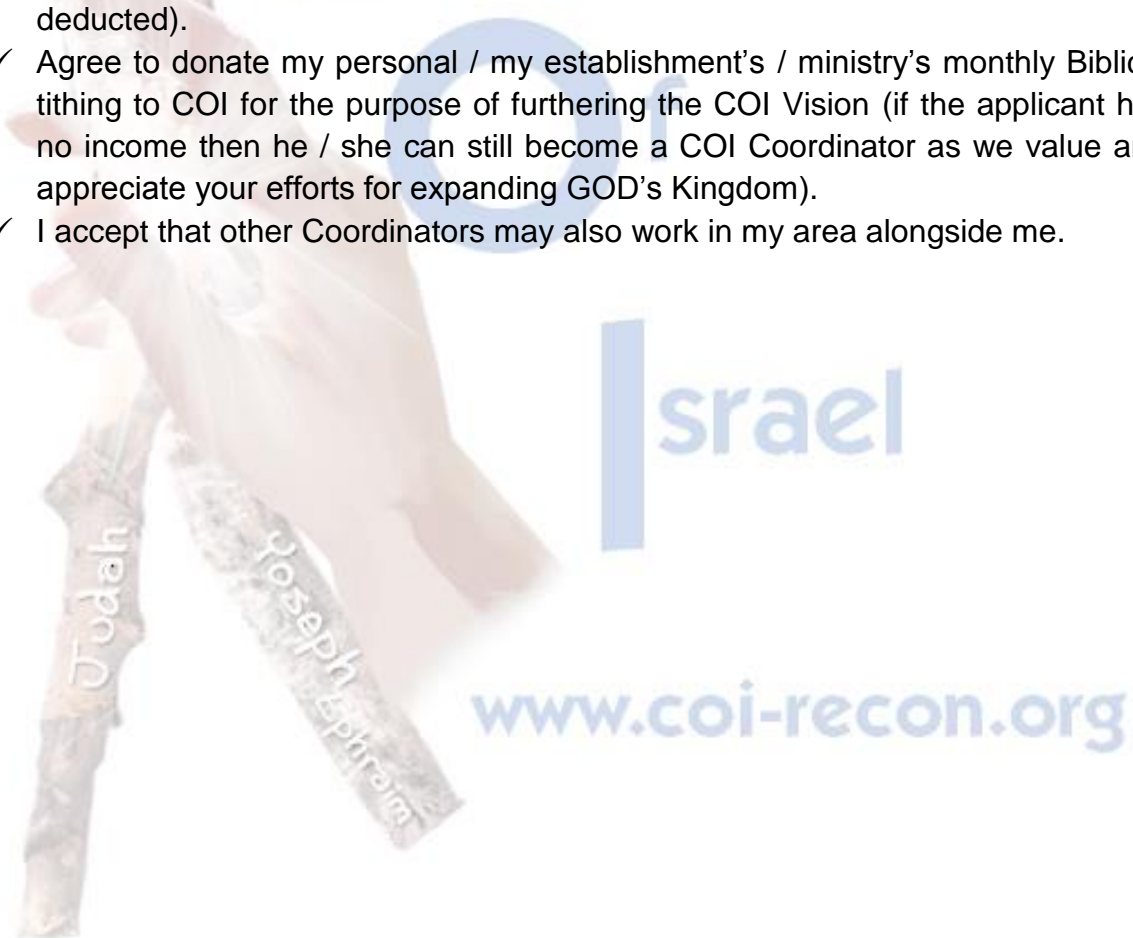 deducted).
✓ Agree to donate my personal / my establishment's / ministry's monthly Biblic
tithing to COI for the purpose of furthering the COI Vision (if the applicant h
no income then he / she can still become a COI Coordinator as we value a
appreciate your efforts for expanding GOD's Kingdom).
✓ I accept that other Coordinators may also work in my area alongside me.
Of
Israel
Judah
Yoseph
Ephraim
www.coi-recon.org